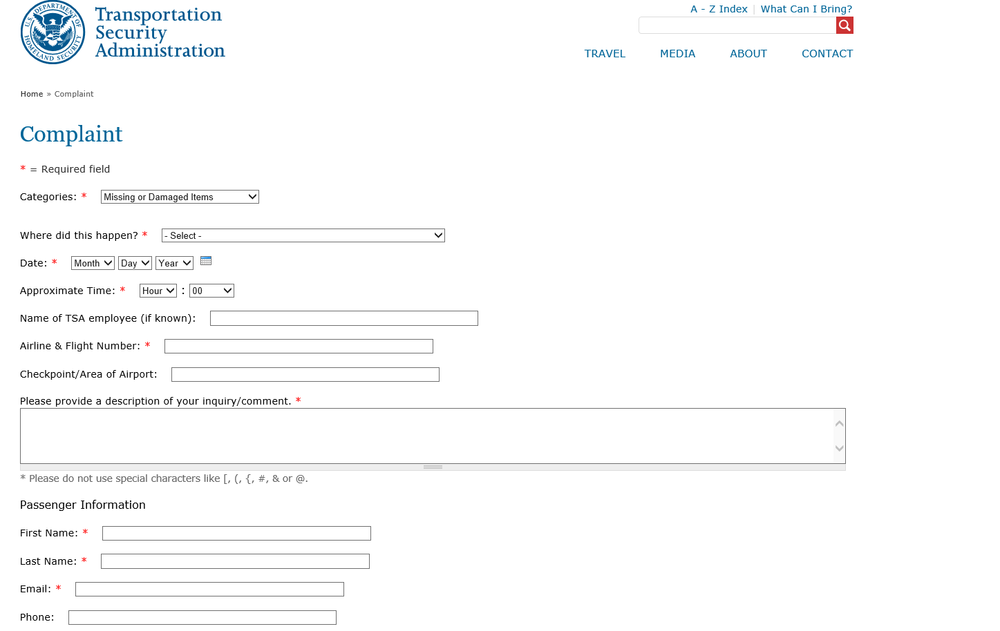 U.S. DEPARTMENT OF
HOMELAND SECURITY
Transportation
Security
Administration
A - Z Index | What Can I Bring?
TRAVEL MEDIA ABOUT CONTACT
Home » Complaint
Complaint
* = Required field
Categories: * Missing or Damaged Items
Where did this happen? * - Select -
Date: * Month Day Year
Approximate Time: * Hour : 00
Name of TSA employee (if known):
Airline & Flight Number: *
Checkpoint/Area of Airport:
Please provide a description of your inquiry/comment. *
* Please do not use special characters like [, (, {, #, & or @.
Passenger Information
First Name: *
Last Name: *
Email: *
Phone: